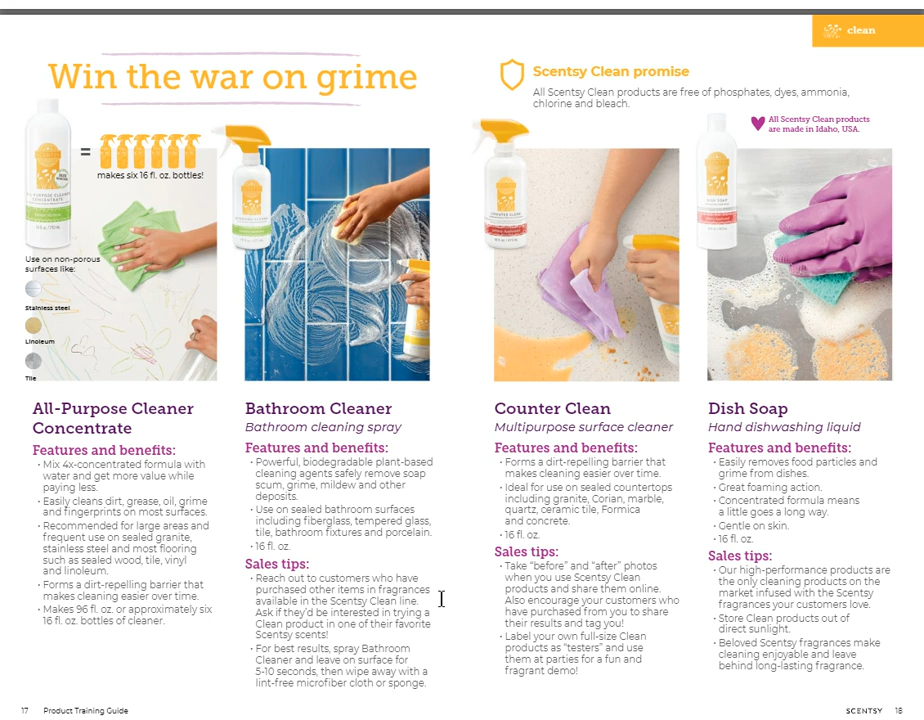 clean
Win the war on grime
Scentsy Clean promise
All Scentsy Clean products are free of phosphates, dyes, ammonia,
chlorine and bleach.
All Scentsy Clean products
are made in Idaho, USA.
=
makes six 16 fl. oz. bottles!
Use on non-porous
surfaces like:
Stainless steel
Linoleum
Tile
All-Purpose Cleaner
Concentrate
Features and benefits:
• Mix 4x-concentrated formula with
water and get more value while
paying less.
• Easily cleans dirt, grease, oil, grime
and fingerprints on most surfaces.
• Recommended for large areas and
frequent use on sealed granite,
stainless steel and most flooring
such as sealed wood, tile, vinyl
and linoleum.
• Forms a dirt-repelling barrier that
makes cleaning easier over time.
• Makes 96 fl. oz. or approximately six
16 fl. oz. bottles of cleaner.
Bathroom Cleaner
Bathroom cleaning spray
Features and benefits:
• Powerful, biodegradable plant-based
cleaning agents safely remove soap
scum, grime, mildew and other
deposits.
• Use on sealed bathroom surfaces
including fiberglass, tempered glass,
tile, bathroom fixtures and porcelain.
• 16 fl. oz.
Sales tips:
• Reach out to customers who have
purchased other items in fragrances
available in the Scentsy Clean line.
Ask if they'd be interested in trying a
Clean product in one of their favorite
Scentsy scents!
• For best results, spray Bathroom
Cleaner and leave on surface for
5-10 seconds, then wipe away with a
lint-free microfiber cloth or sponge.
Counter Clean
Multipurpose surface cleaner
Features and benefits:
• Forms a dirt-repelling barrier that
makes cleaning easier over time.
• Ideal for use on sealed countertops
including granite, Corian, marble,
quartz, ceramic tile, Formica
and concrete.
• 16 fl. oz.
Sales tips:
• Take “before” and “after” photos
when you use Scentsy Clean
products and share them online.
Also encourage your customers who
have purchased from you to share
their results and tag you!
• Label your own full-size Clean
products as “testers” and use
them at parties for a fun and
fragrant demo!
Dish Soap
Hand dishwashing liquid
Features and benefits:
• Easily removes food particles and
grime from dishes.
• Great foaming action.
• Concentrated formula means
a little goes a long way.
• Gentle on skin.
• 16 fl. oz.
Sales tips:
• Our high-performance products are
the only cleaning products on the
market infused with the Scentsy
fragrances your customers love.
• Store Clean products out of
direct sunlight.
• Beloved Scentsy fragrances make
cleaning enjoyable and leave
behind long-lasting fragrance.
17 Product Training Guide
SCENTSY 18